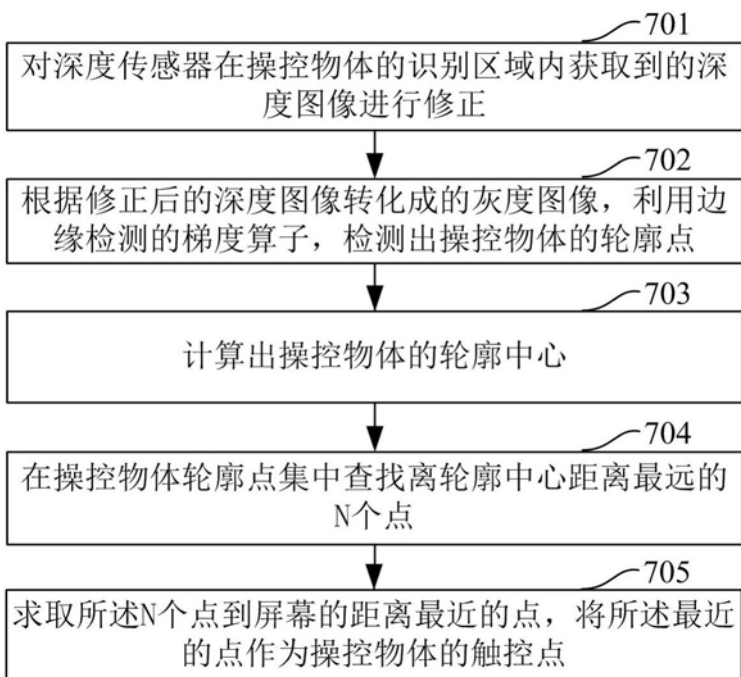 701
对深度传感器在操控物体的识别区域内获取到的深
度图像进行修正
702
根据修正后的深度图像转化成的灰度图像，利用边
缘检测的梯度算子，检测出操控物体的轮廓点
703
计算出操控物体的轮廓中心
704
在操控物体轮廓点集中查找离轮廓中心距离最远的
N个点
705
求取所述N个点到屏幕的距离最近的点，将所述最近
的点作为操控物体的触控点